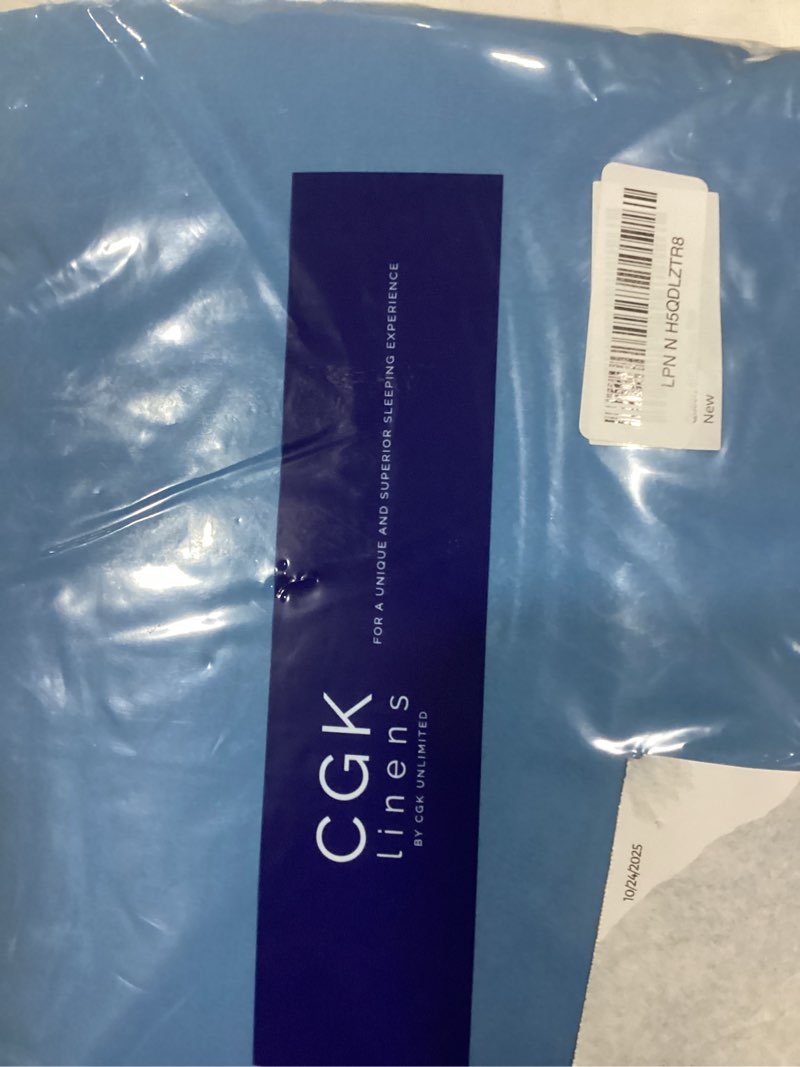 CGK
linens
BY CGK UNLIMITED
FOR A UNIQUE AND SUPERIOR SLEEPING EXPERIENCE
LPN N H5QDLZTR8
New
10/24/2025